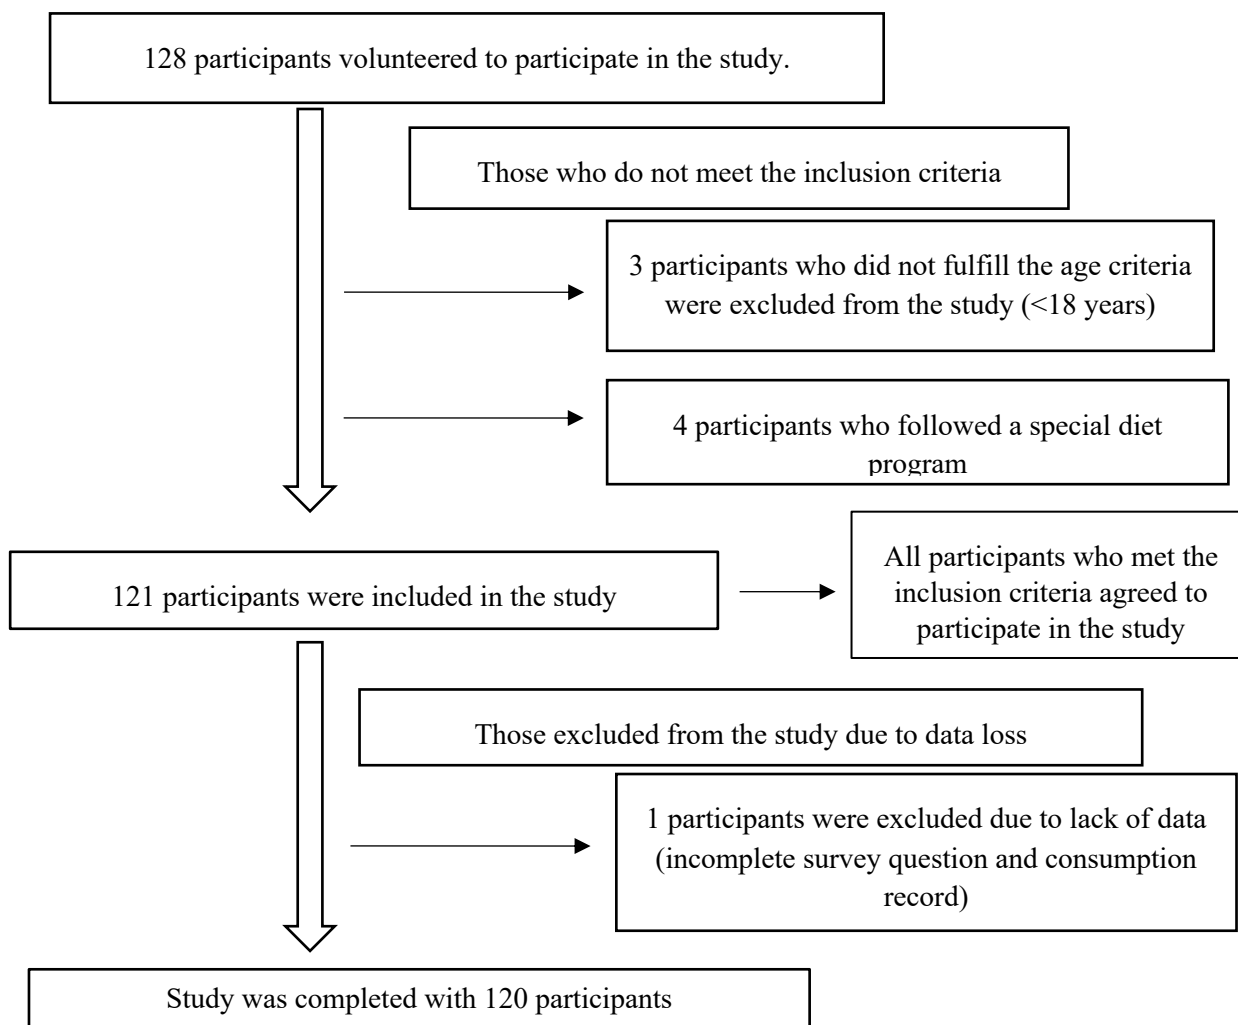 128 participants volunteered to participate in the study.
Those who do not meet the inclusion criteria
3 participants who did not fulfill the age criteria
were excluded from the study (<18 years)
4 participants who followed a special diet
program
All participants who met the
inclusion criteria agreed to
participate in the study
121 participants were included in the study
Those excluded from the study due to data loss
1 participants were excluded due to lack of data
(incomplete survey question and consumption
record)
Study was completed with 120 participants